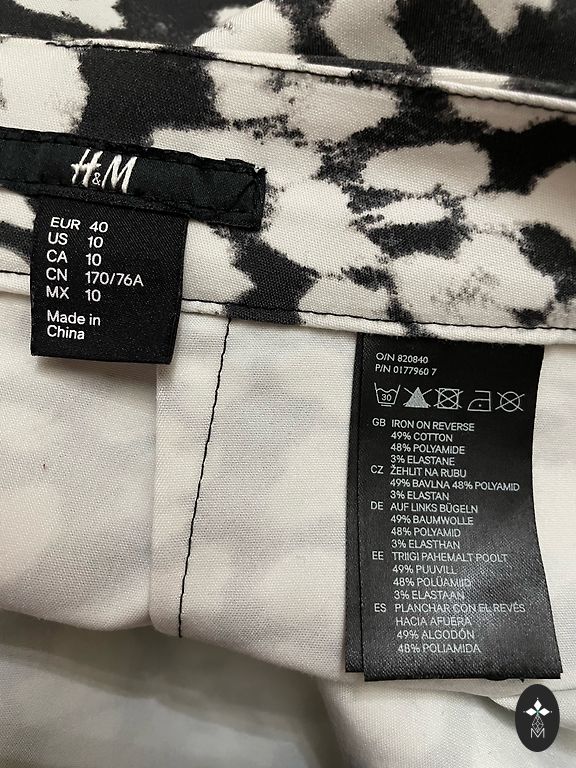 H&M
EUR 40
US 10
CA 10
CN 170/76A
MX 10
Made in
China
O/N 820840
P/N 0177960 7
30
GB IRON ON REVERSE
49% COTTON
48% POLYAMIDE
3% ELASTANE
CZ ŽEHLIT NA RUBU
49% BAVLNA 48% POLYAMID
3% ELASTAN
DE AUF LINKS BÜGELN
49% BAUMWOLLE
48% POLYAMID
3% ELASTHAN
EE TRIIGI PAHEMALT POOLT
49% PUUVILL
48% POLÜAMIID
3% ELASTAAN
ES PLANCHAR CON EL REVÉS
HACIA AFUERA
49% ALGODÓN
48% POLIAMIDA
M